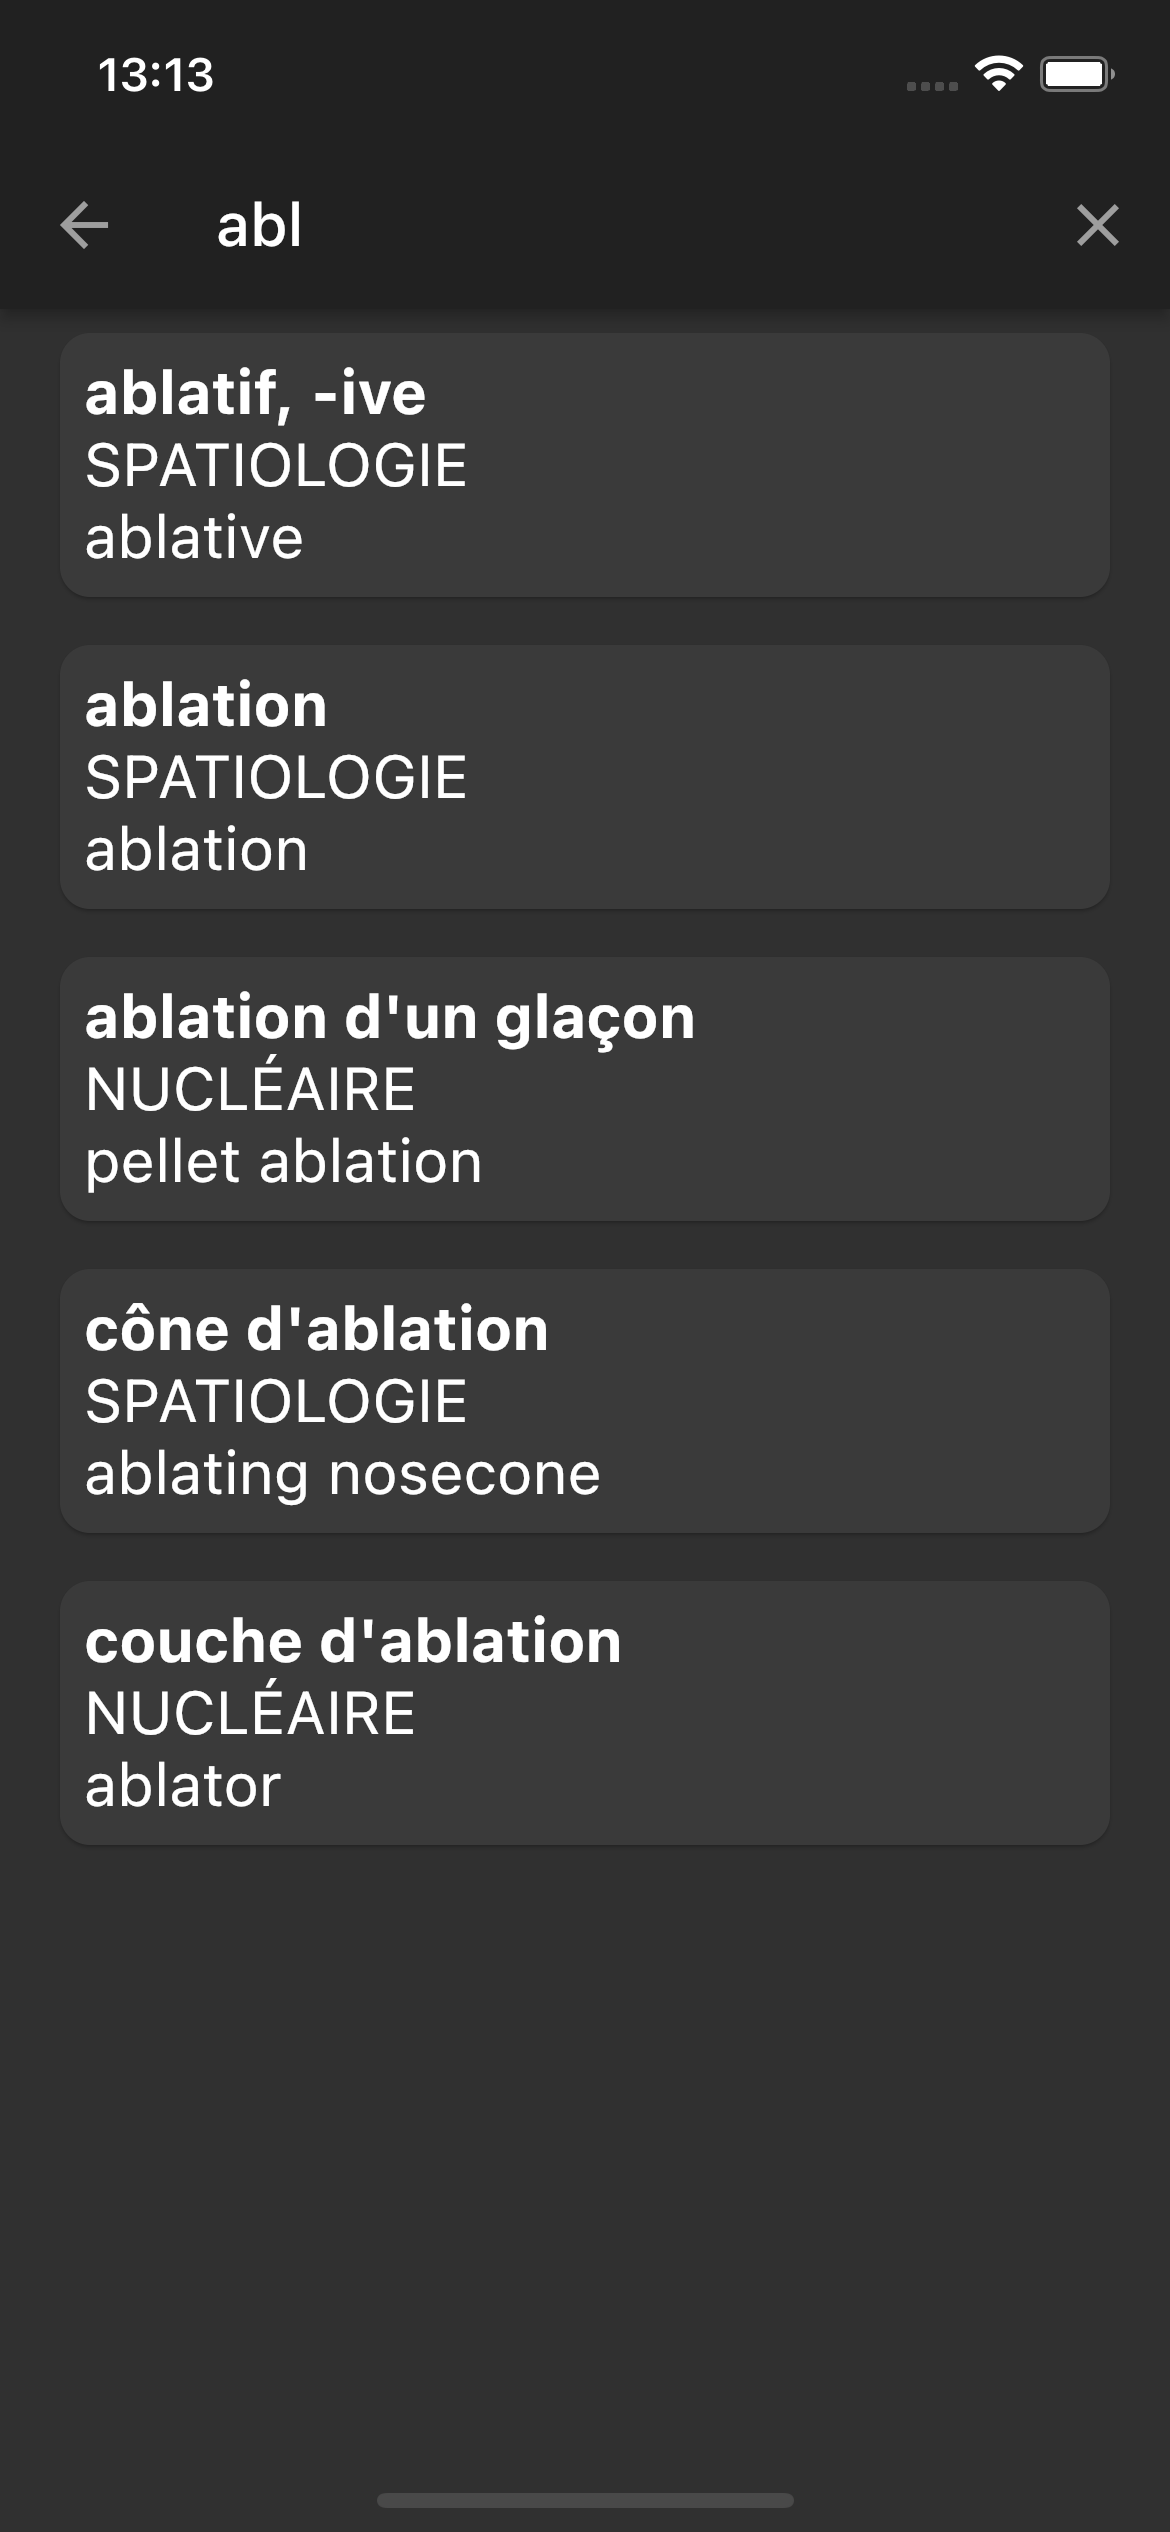 13:13
abl
ablatif, -ive
SPATIOLOGIE
ablative
ablation
SPATIOLOGIE
ablation
ablation d'un glaçon
NUCLÉAIRE
pellet ablation
cône d'ablation
SPATIOLOGIE
ablating nosecone
couche d'ablation
NUCLÉAIRE
ablator